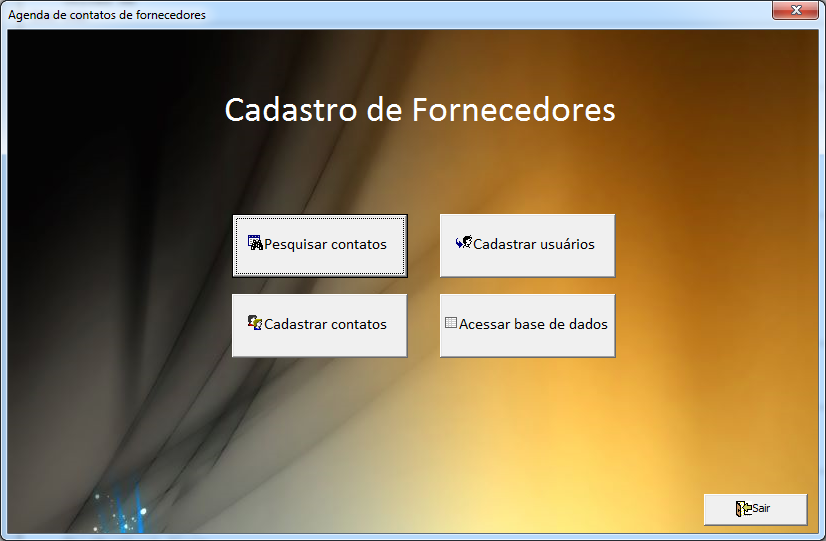 Agenda de contatos de fornecedores
Cadastro de Fornecedores
Pesquisar contatos
Cadastrar usuários
Cadastrar contatos
Acessar base de dados
Sair